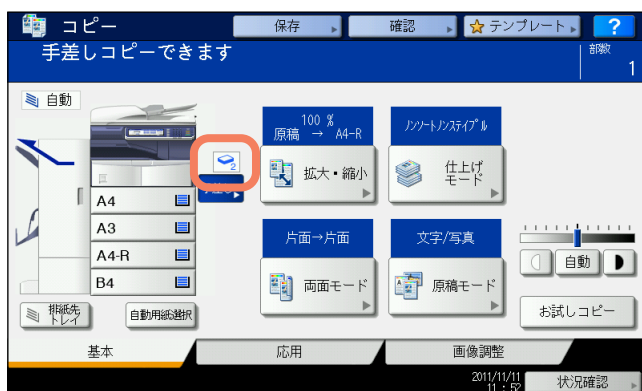 コピー
保存
確認
テンプレート
?
手差しコピーできます
部数
1
自動
100 %
原稿 → A4-R
ノンソートノンステイプル
2
拡大・縮小
仕上げ
モード
A4
A3
A4-R
B4
片面→片面
文字/写真
両面モード
原稿モード
自動
排紙先
トレイ
自動用紙選択
お試しコピー
基本
応用
画像調整
2011/11/11
11 : 52
状況確認